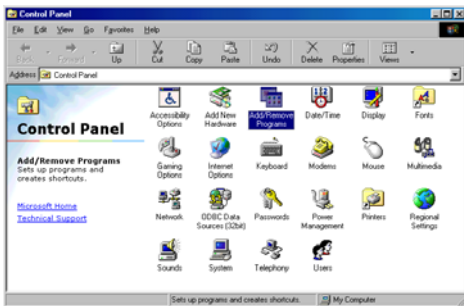 Control Panel
File Edit View Go Favorites Help
Back Forward Up Cut Copy Paste Undo Delete Properties Views
Address Control Panel
Control Panel
Add/Remove Programs
Sets up programs and
creates shortcuts.
Microsoft Home
Technical Support
Accessibility Options
Add New Hardware
Add/Remove Programs
Date/Time
Display
Fonts
Gaming Options
Internet Options
Keyboard
Modems
Mouse
Multimedia
Network
ODBC Data Sources (32bit)
Passwords
Power Management
Printers
Regional Settings
Sounds
System
Telephony
Users
Sets up programs and creates shortcuts. My Computer